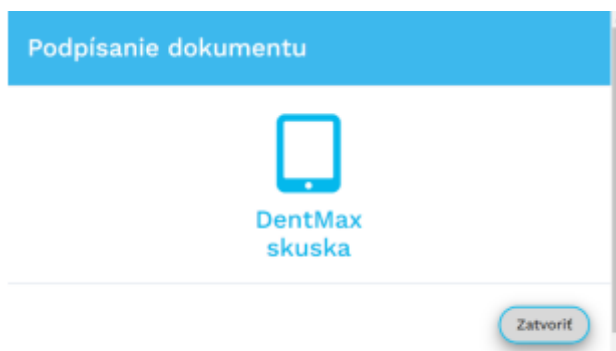 Podpísanie dokumentu
DentMax
skuska
Zatvoriť